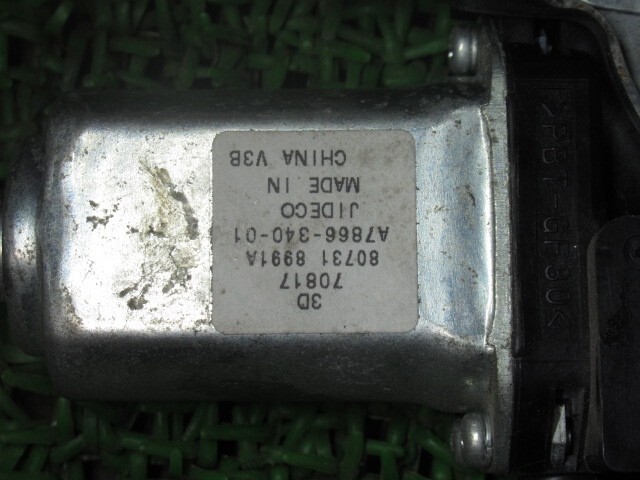 3D
70817
80731 8991A
A7866-340-01
JIDECO
MADE IN
CHINA V3B
>PBT-GF30<